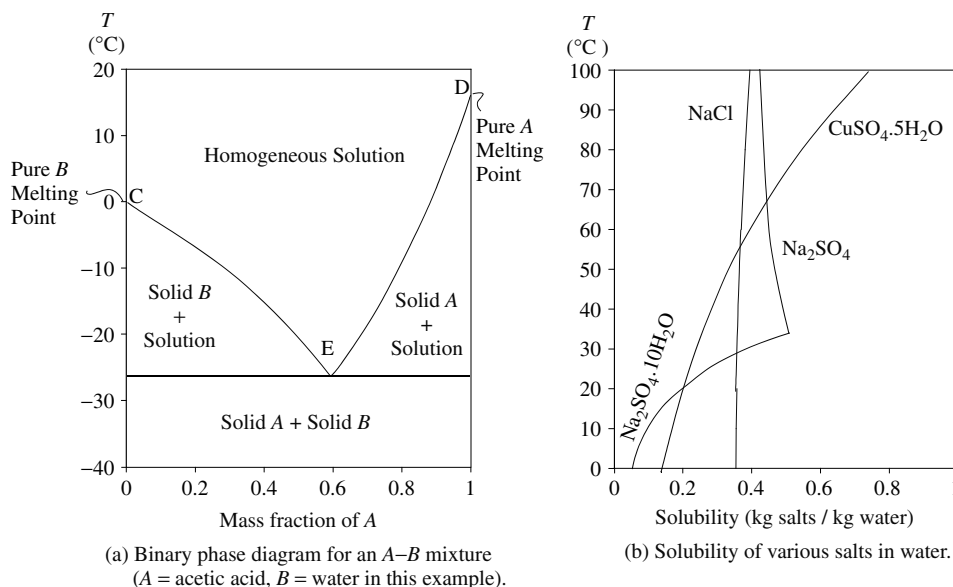 T
(°C)
20
10
0
−10
−20
−30
−40
0
0.2
0.4
0.6
0.8
1
Mass fraction of A
Pure B
Melting
Point
C
D
Pure A
Melting
Point
Homogeneous Solution
Solid B
+
Solution
E
Solid A
+
Solution
Solid A + Solid B
(a) Binary phase diagram for an A–B mixture
(A = acetic acid, B = water in this example).
T
(°C)
100
90
80
70
60
50
40
30
20
10
0
0
0.2
0.4
0.6
0.8
Solubility (kg salts / kg water)
NaCl
CuSO₄.5H₂O
Na₂SO₄
Na₂SO₄.10H₂O
(b) Solubility of various salts in water.